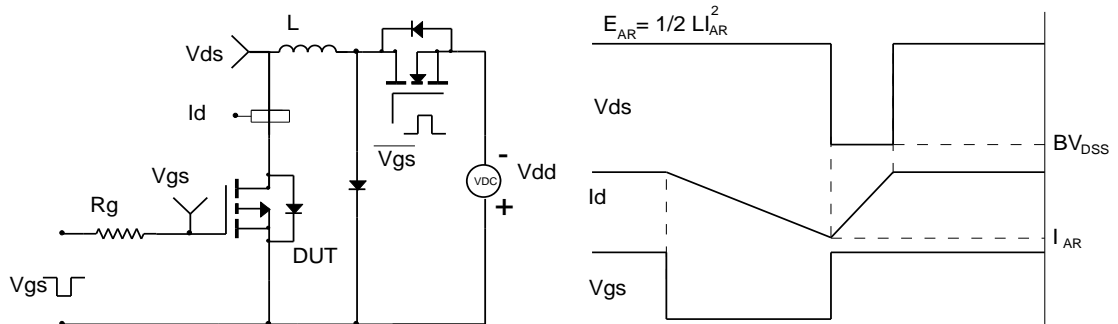 L
Vds
Id
Vgs
Vgs
-
VDC
Vdd
+
Rg
DUT
Vgs
E_AR = 1/2 LI_AR^2
Vds
BV_DSS
Id
I_AR
Vgs